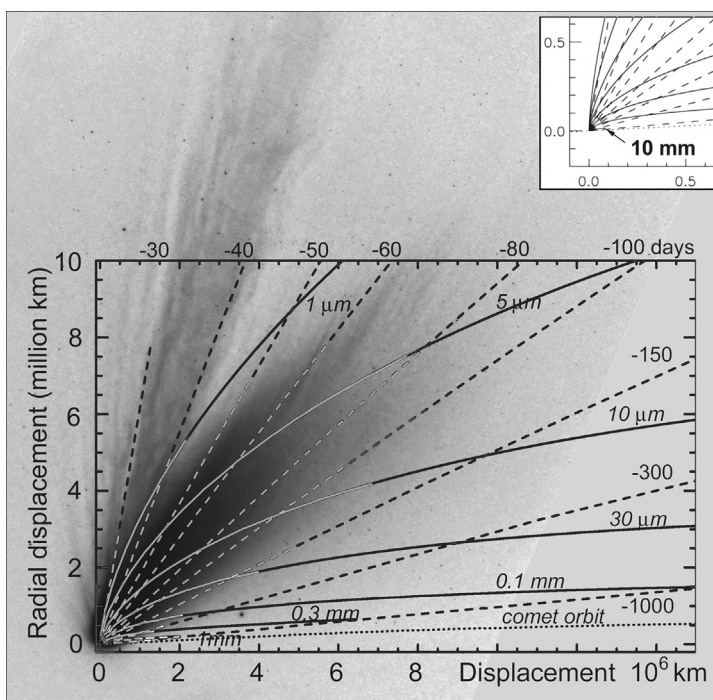 0.5
0.0
10 mm
0.0 0.5
-30 -40 -50 -60 -80 -100 days
10
8
6
4
2
0
Radial displacement (million km)
1 μm
5 μm
-150
10 μm
-300
30 μm
0.1 mm
-1000
0.3 mm
comet orbit
1mm
0 2 4 6 8 Displacement 10⁶ km